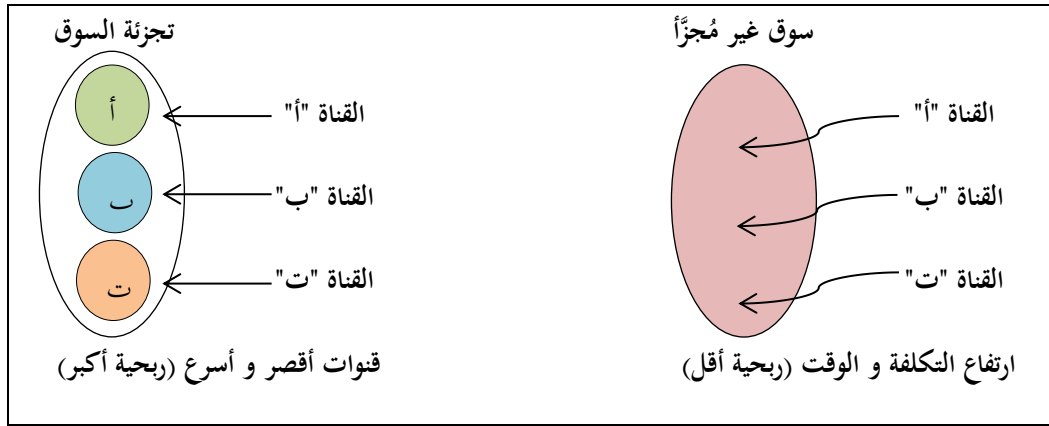 سوق غير مُجزَّأ
القناة "أ"
القناة "ب"
القناة "ت"
ارتفاع التكلفة و الوقت (ربحية أقل)
تجزئة السوق
أ
ب
ت
القناة "أ"
القناة "ب"
القناة "ت"
قنوات أقصر و أسرع (ربحية أكبر)